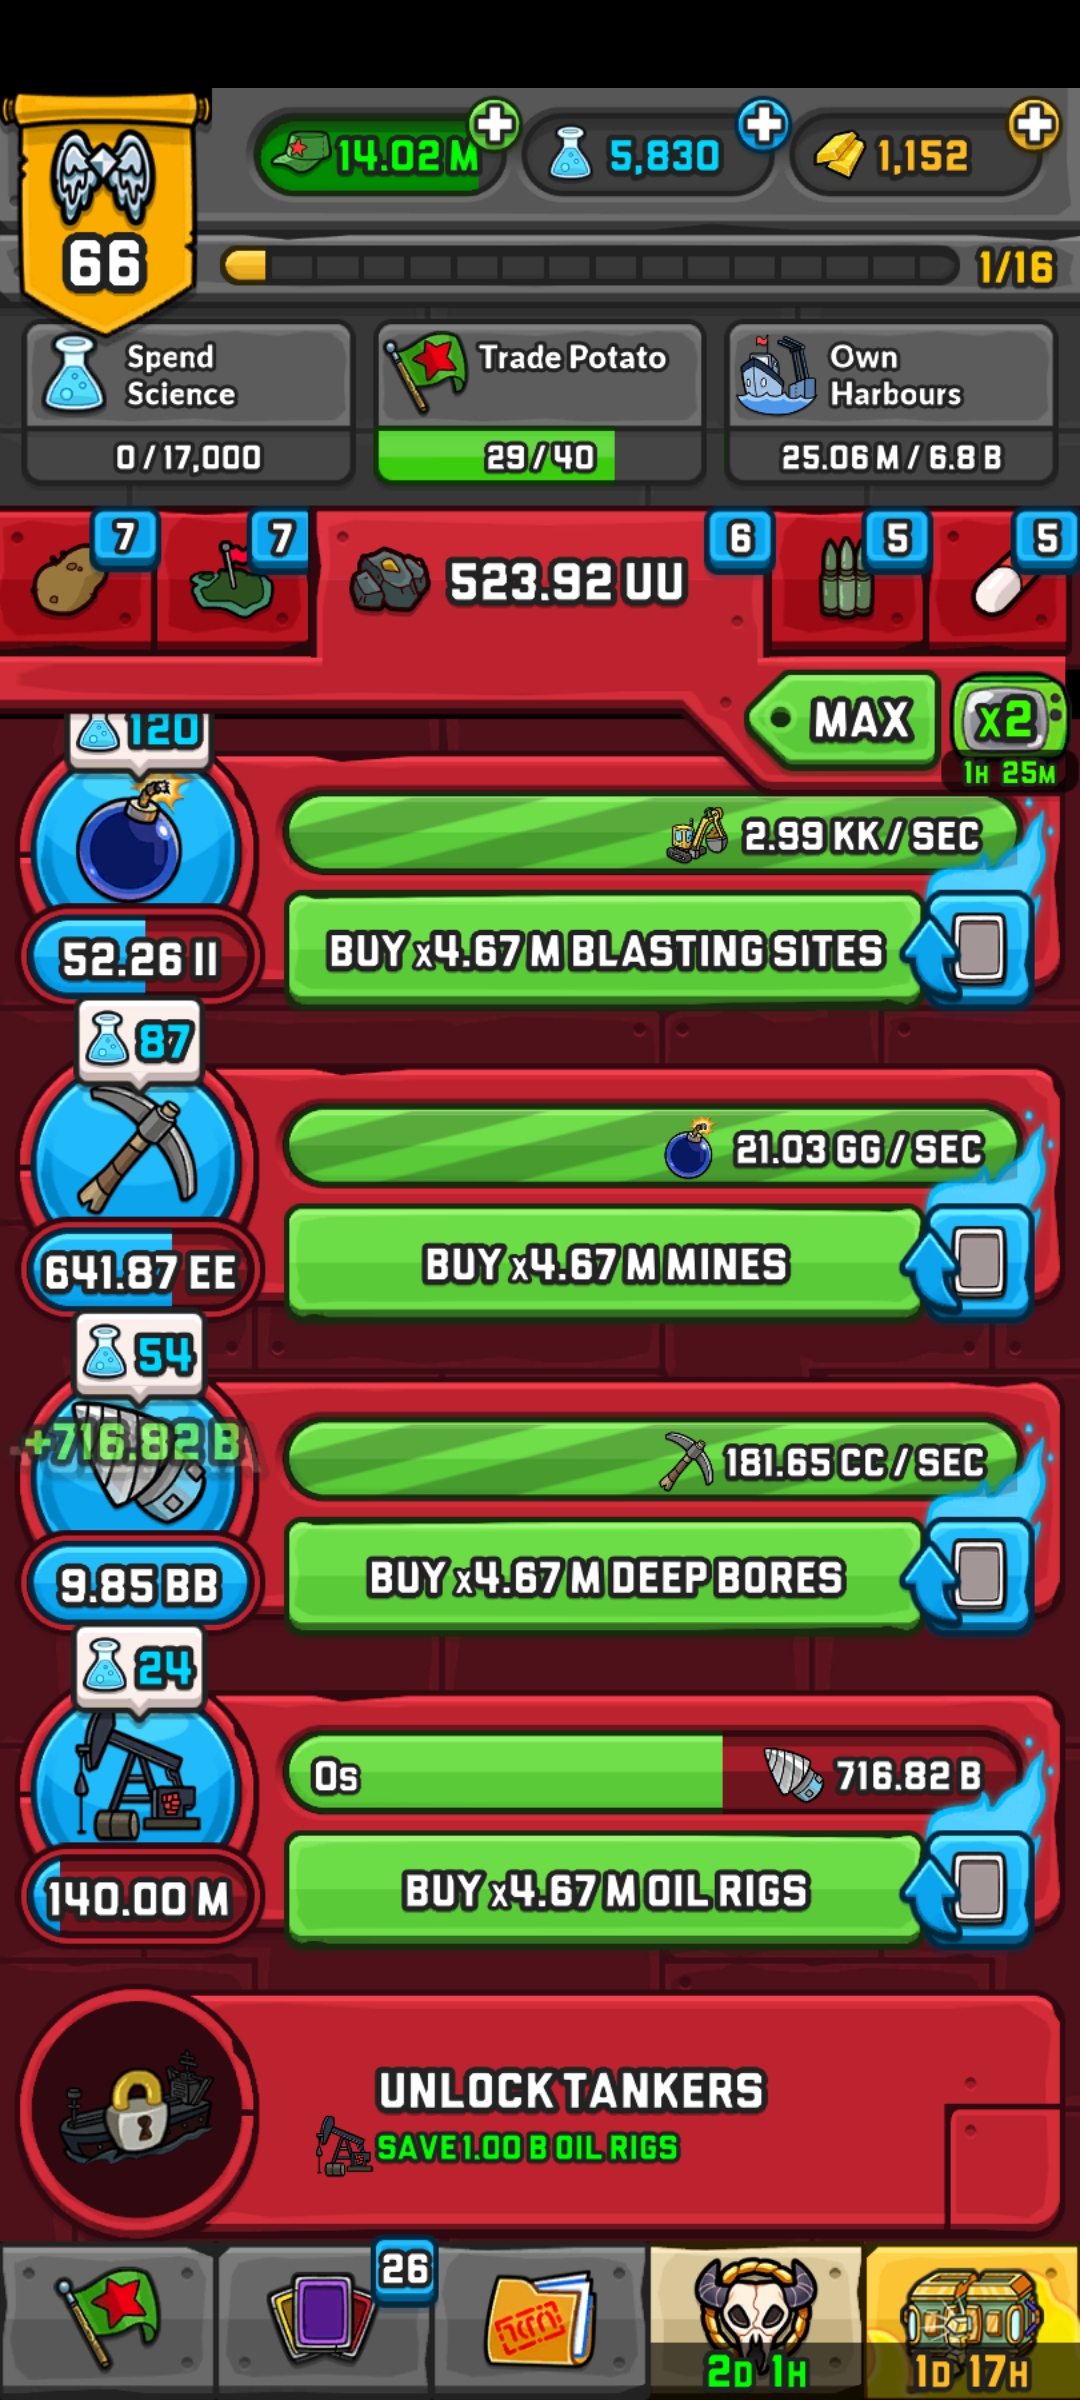 66
14.02 M
5,830
1,152
1/16
Spend
Science
0 / 17,000
Trade Potato
29 / 40
Own
Harbours
25.06 M / 6.8 B
7
7
523.92 UU
6
5
5
MAX
x2
1H 25M
120
2.99 KK / SEC
52.26 II
BUY x4.67 M BLASTING SITES
87
21.03 GG / SEC
641.87 EE
BUY x4.67 M MINES
54
+716.82 B
181.65 CC / SEC
9.85 BB
BUY x4.67 M DEEP BORES
24
0s
716.82 B
140.00 M
BUY x4.67 M OIL RIGS
UNLOCK TANKERS
SAVE 1.00 B OIL RIGS
26
2D 1H
1D 17H